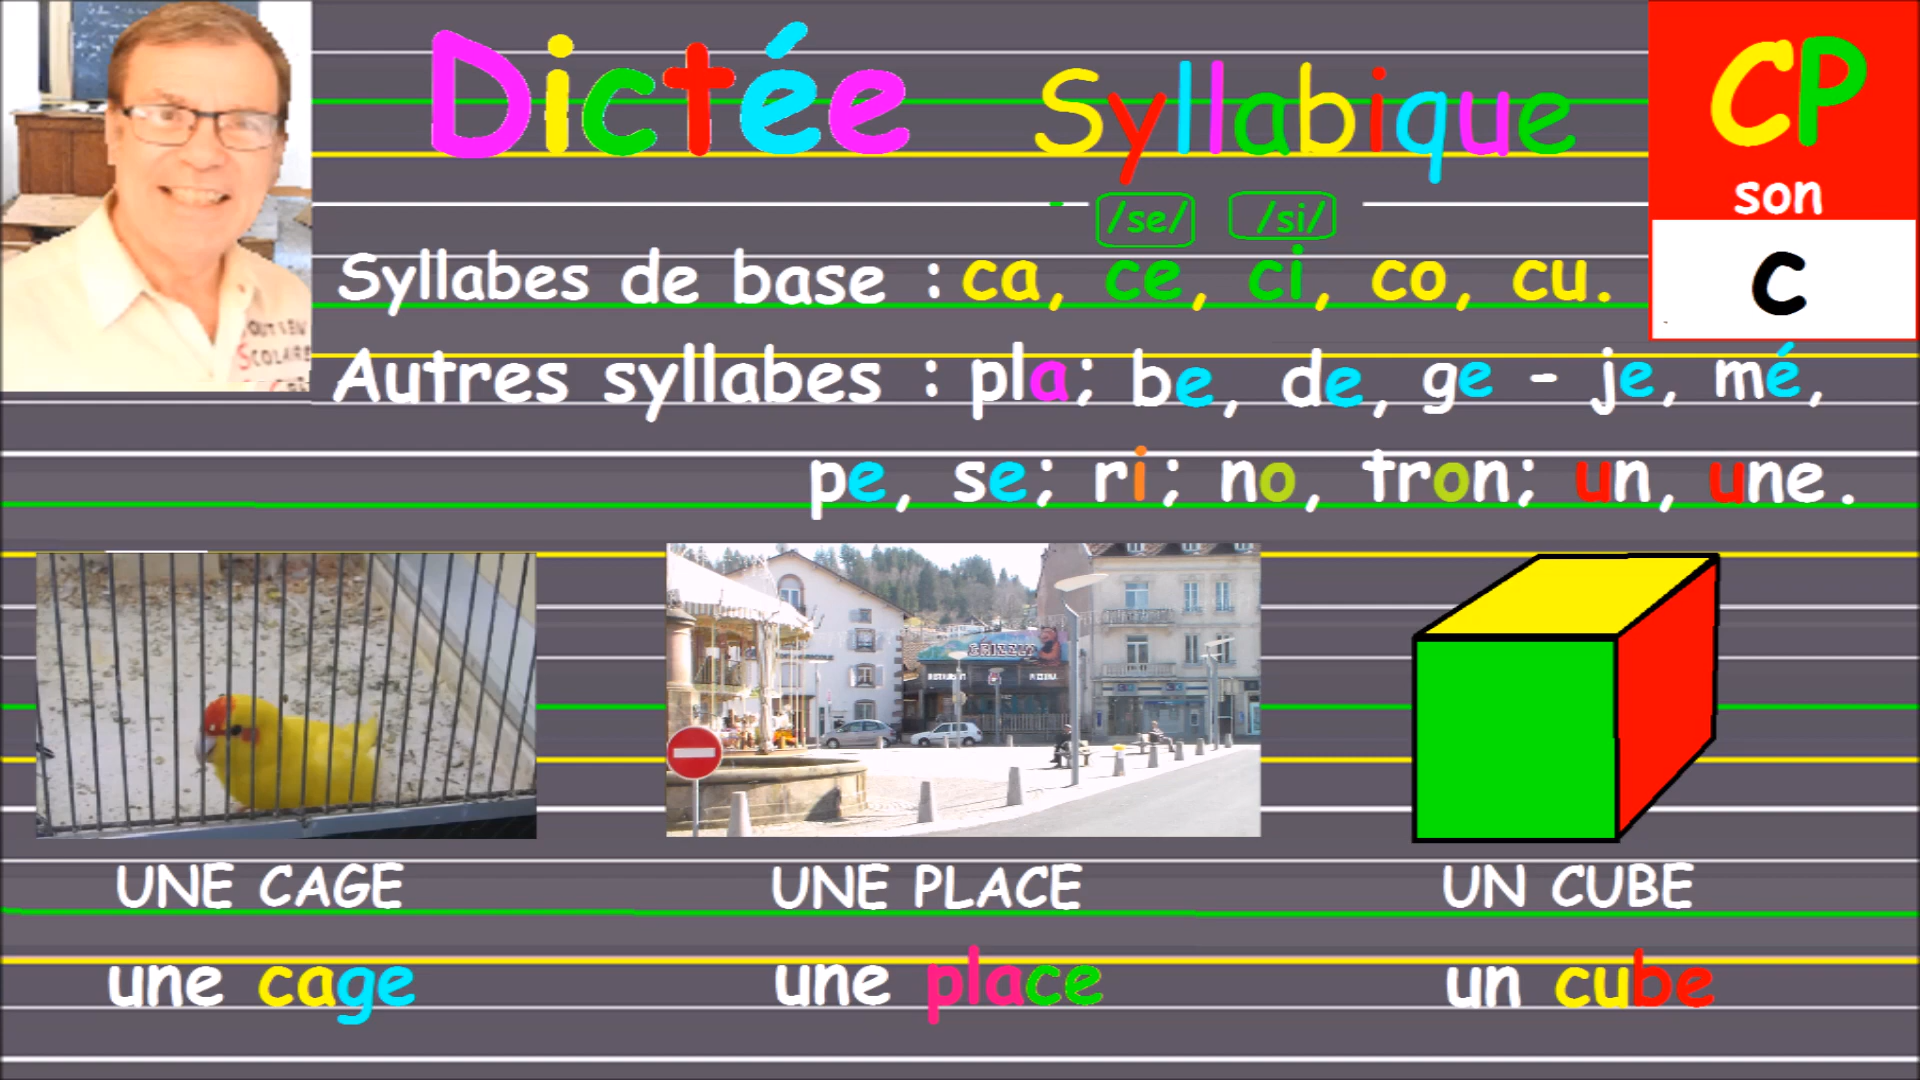 Dictée Syllabique
CP
son
c
/se/ /si/
Syllabes de base : ca, ce, ci, co, cu.
Autres syllabes : pla; be, de, ge - je, mé,
pe, se; ri; no, tron; un, une.
GRIZZLY
UNE CAGE
UNE PLACE
UN CUBE
une cage
une place
un cube